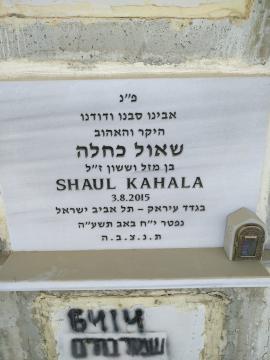 פ"נ
אבינו סבנו ודודנו
היקר והאהוב
שאול כחלה
בן מזל וששון ז"ל
SHAUL KAHALA
3.8.2015
בגדד עיראק - תל אביב ישראל
נפטר י"ח באב תשע"ה
ת.נ.צ.ב.ה
6414